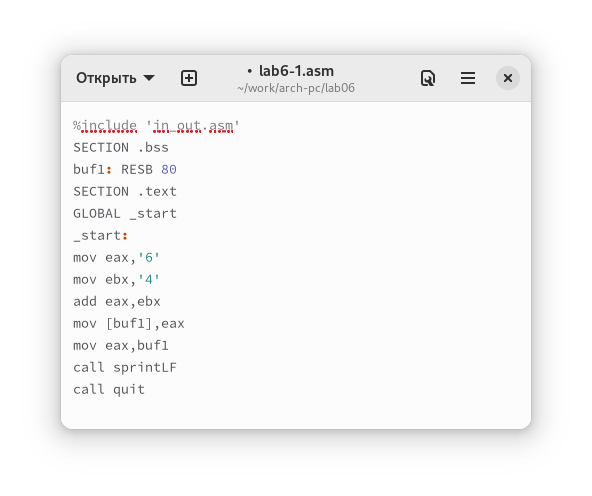 Открыть
• lab6-1.asm
~/work/arch-pc/lab06
%include 'in_out.asm'
SECTION .bss
buf1: RESB 80
SECTION .text
GLOBAL _start
_start:
mov eax,'6'
mov ebx,'4'
add eax,ebx
mov [buf1],eax
mov eax,buf1
call sprintLF
call quit